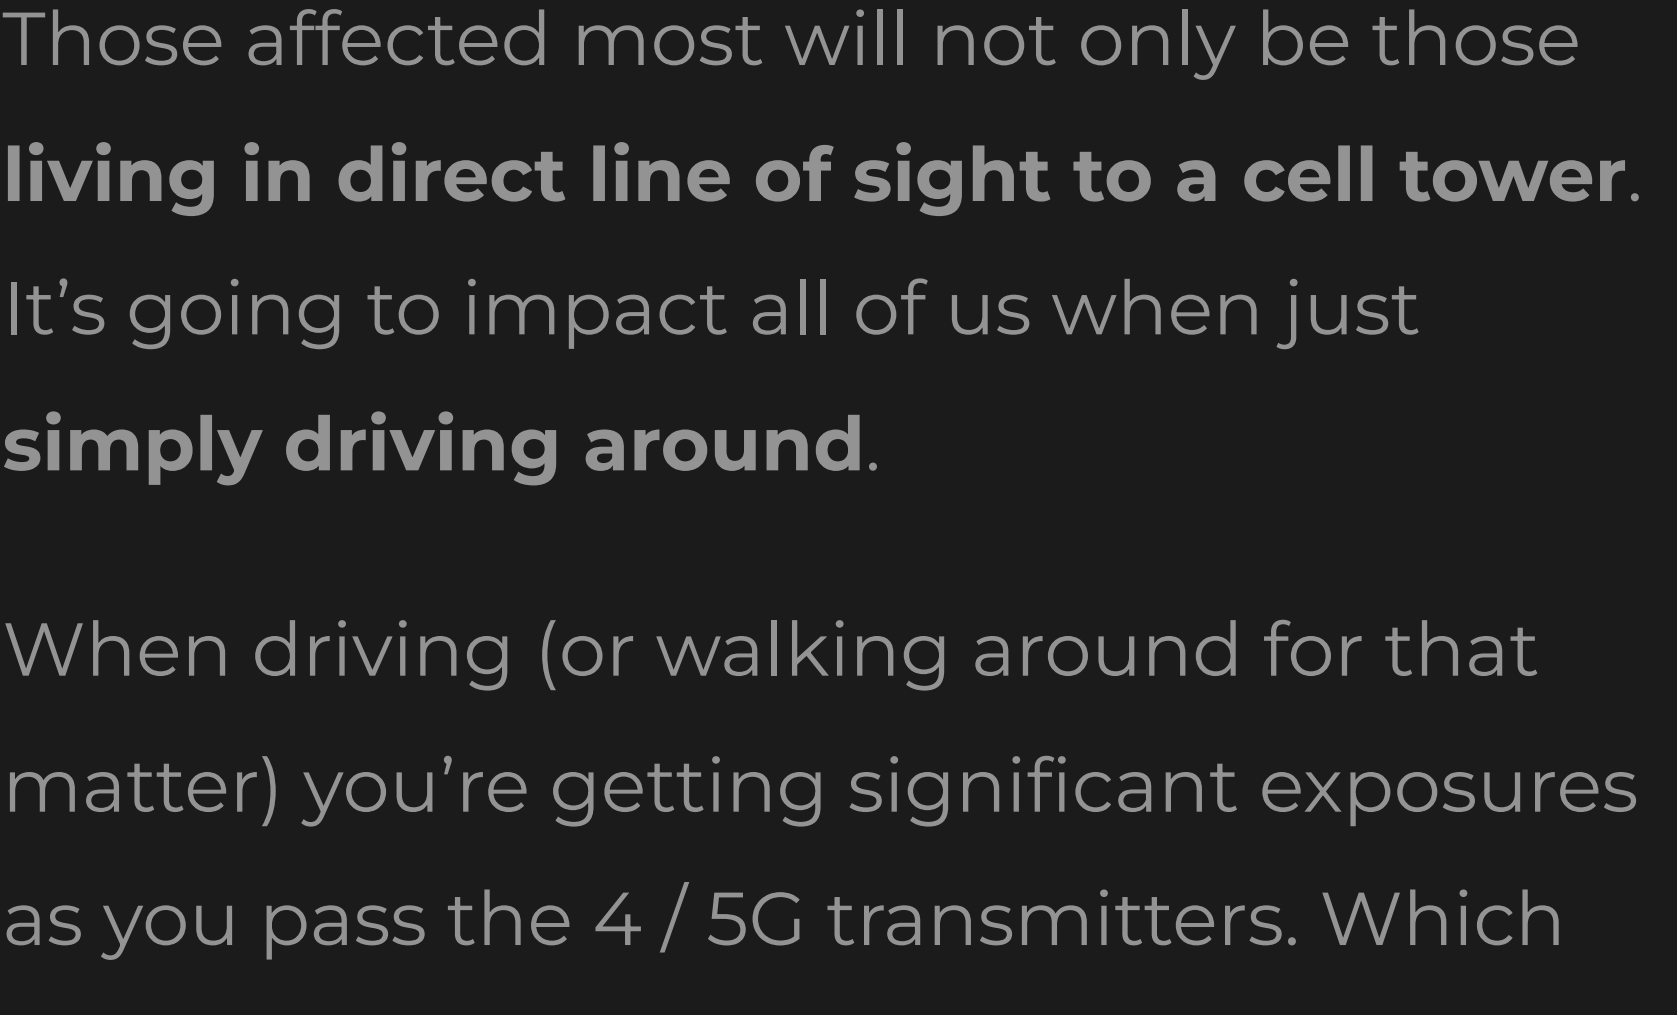 Those affected most will not only be those
living in direct line of sight to a cell tower.
It’s going to impact all of us when just
simply driving around.
When driving (or walking around for that
matter) you’re getting significant exposures
as you pass the 4 / 5G transmitters. Which